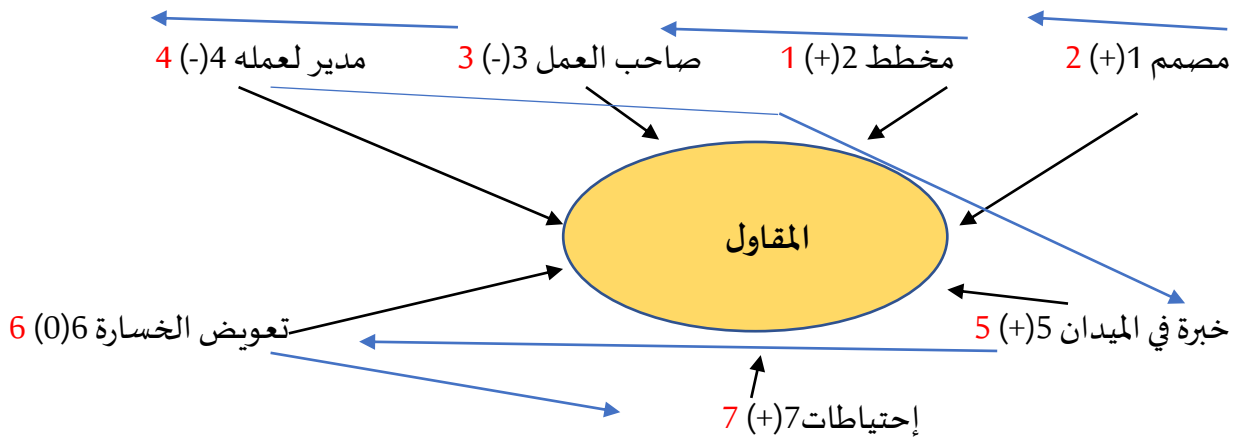 مصمم 1(+) 2
مخطط 2(+) 1
صاحب العمل 3(-) 3
مدير لعمله 4(-) 4
المقاول
خبرة في الميدان 5(+) 5
تعويض الخسارة 6(0) 6
إحتياطات7(+) 7